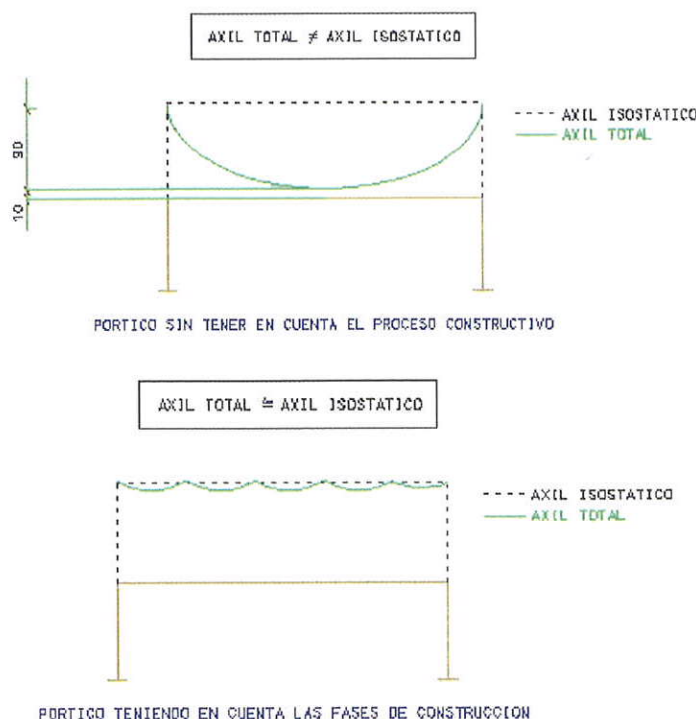 AXIL TOTAL ≠ AXIL ISOSTATICO
AXIL ISOSTATICO
AXIL TOTAL
90
10
PORTICO SIN TENER EN CUENTA EL PROCESO CONSTRUCTIVO
AXIL TOTAL ≅ AXIL ISOSTATICO
AXIL ISOSTATICO
AXIL TOTAL
PORTICO TENIENDO EN CUENTA LAS FASES DE CONSTRUCCION